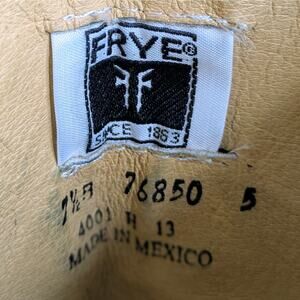 FRYE®
SINCE 1863
7½B 76850 5
4001 H 13
MADE IN MEXICO